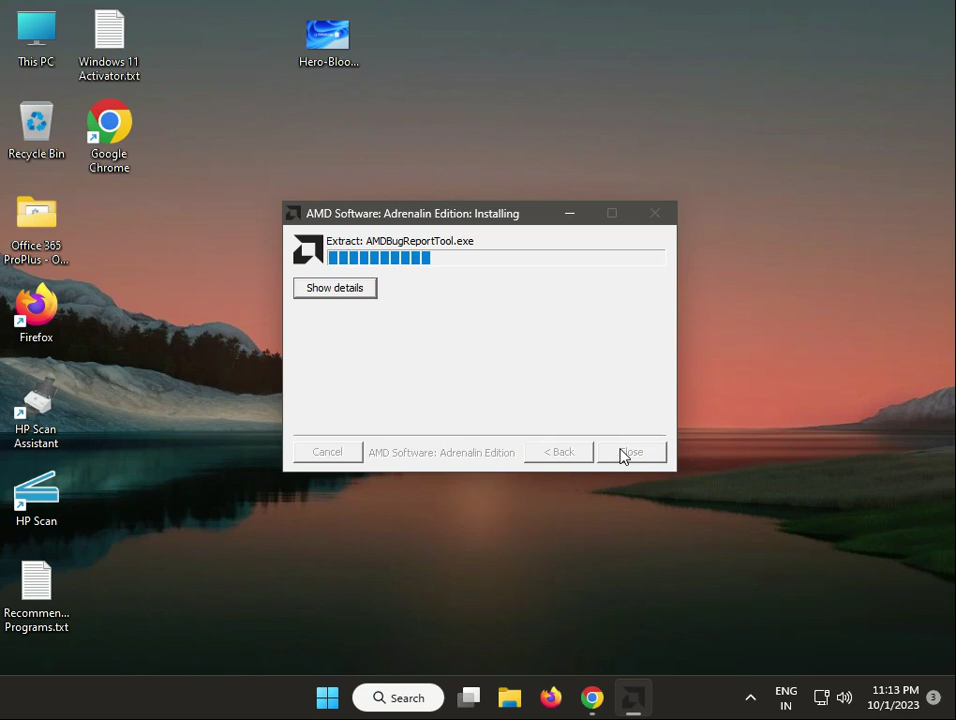 This PC
Windows 11
Activator.txt
Hero-Bloo...
Recycle Bin
Google
Chrome
Office 365
ProPlus - O...
Firefox
HP Scan
Assistant
HP Scan
Recommen...
Programs.txt
AMD Software: Adrenalin Edition: Installing
Extract: AMDBugReportTool.exe
Show details
Cancel
AMD Software: Adrenalin Edition
< Back
Search
ENG
IN
11:13 PM
10/1/2023
3